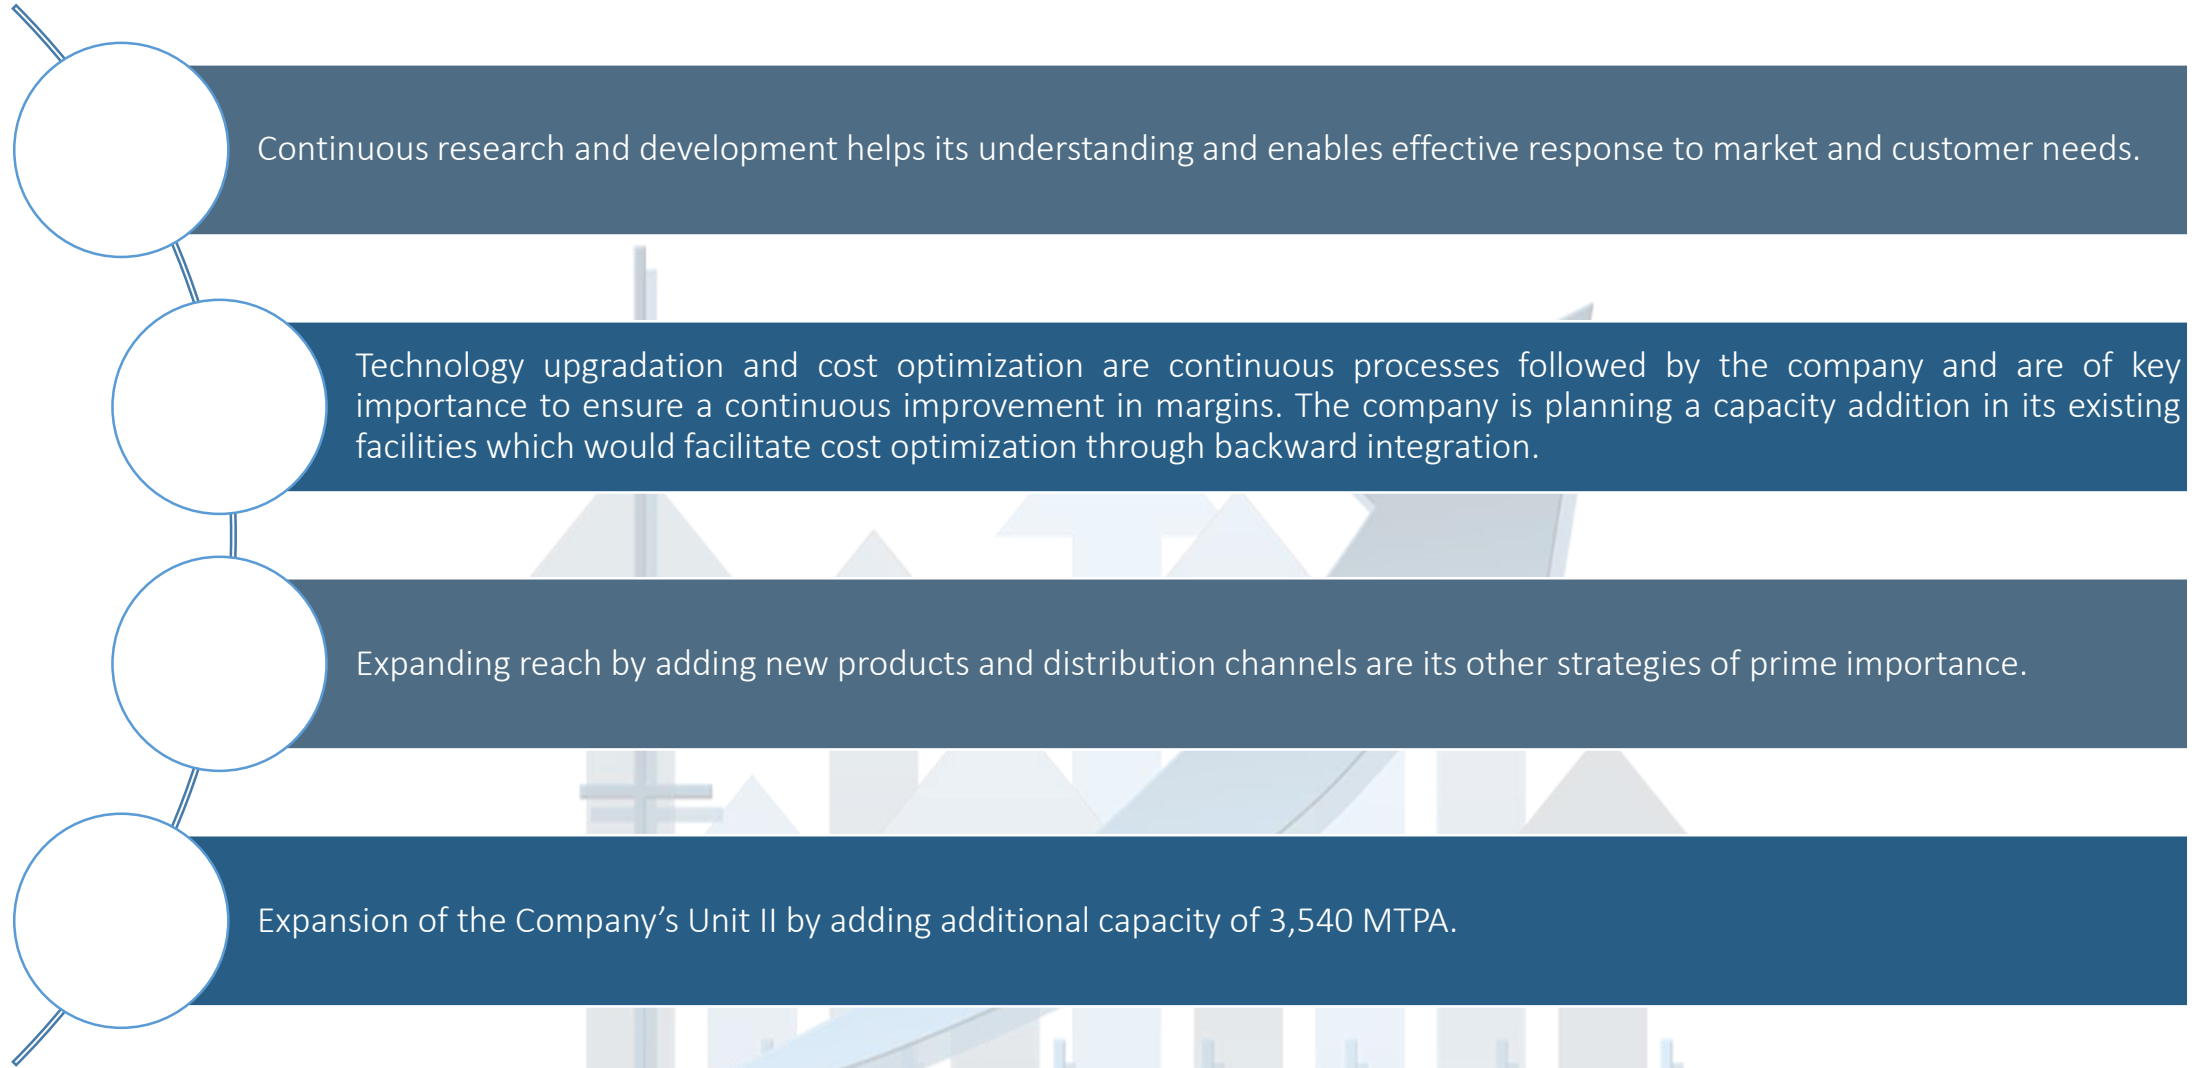 Continuous research and development helps its understanding and enables effective response to market and customer needs.
Technology upgradation and cost optimization are continuous processes followed by the company and are of key
importance to ensure a continuous improvement in margins. The company is planning a capacity addition in its existing
facilities which would facilitate cost optimization through backward integration.
Expanding reach by adding new products and distribution channels are its other strategies of prime importance.
Expansion of the Company’s Unit II by adding additional capacity of 3,540 MTPA.